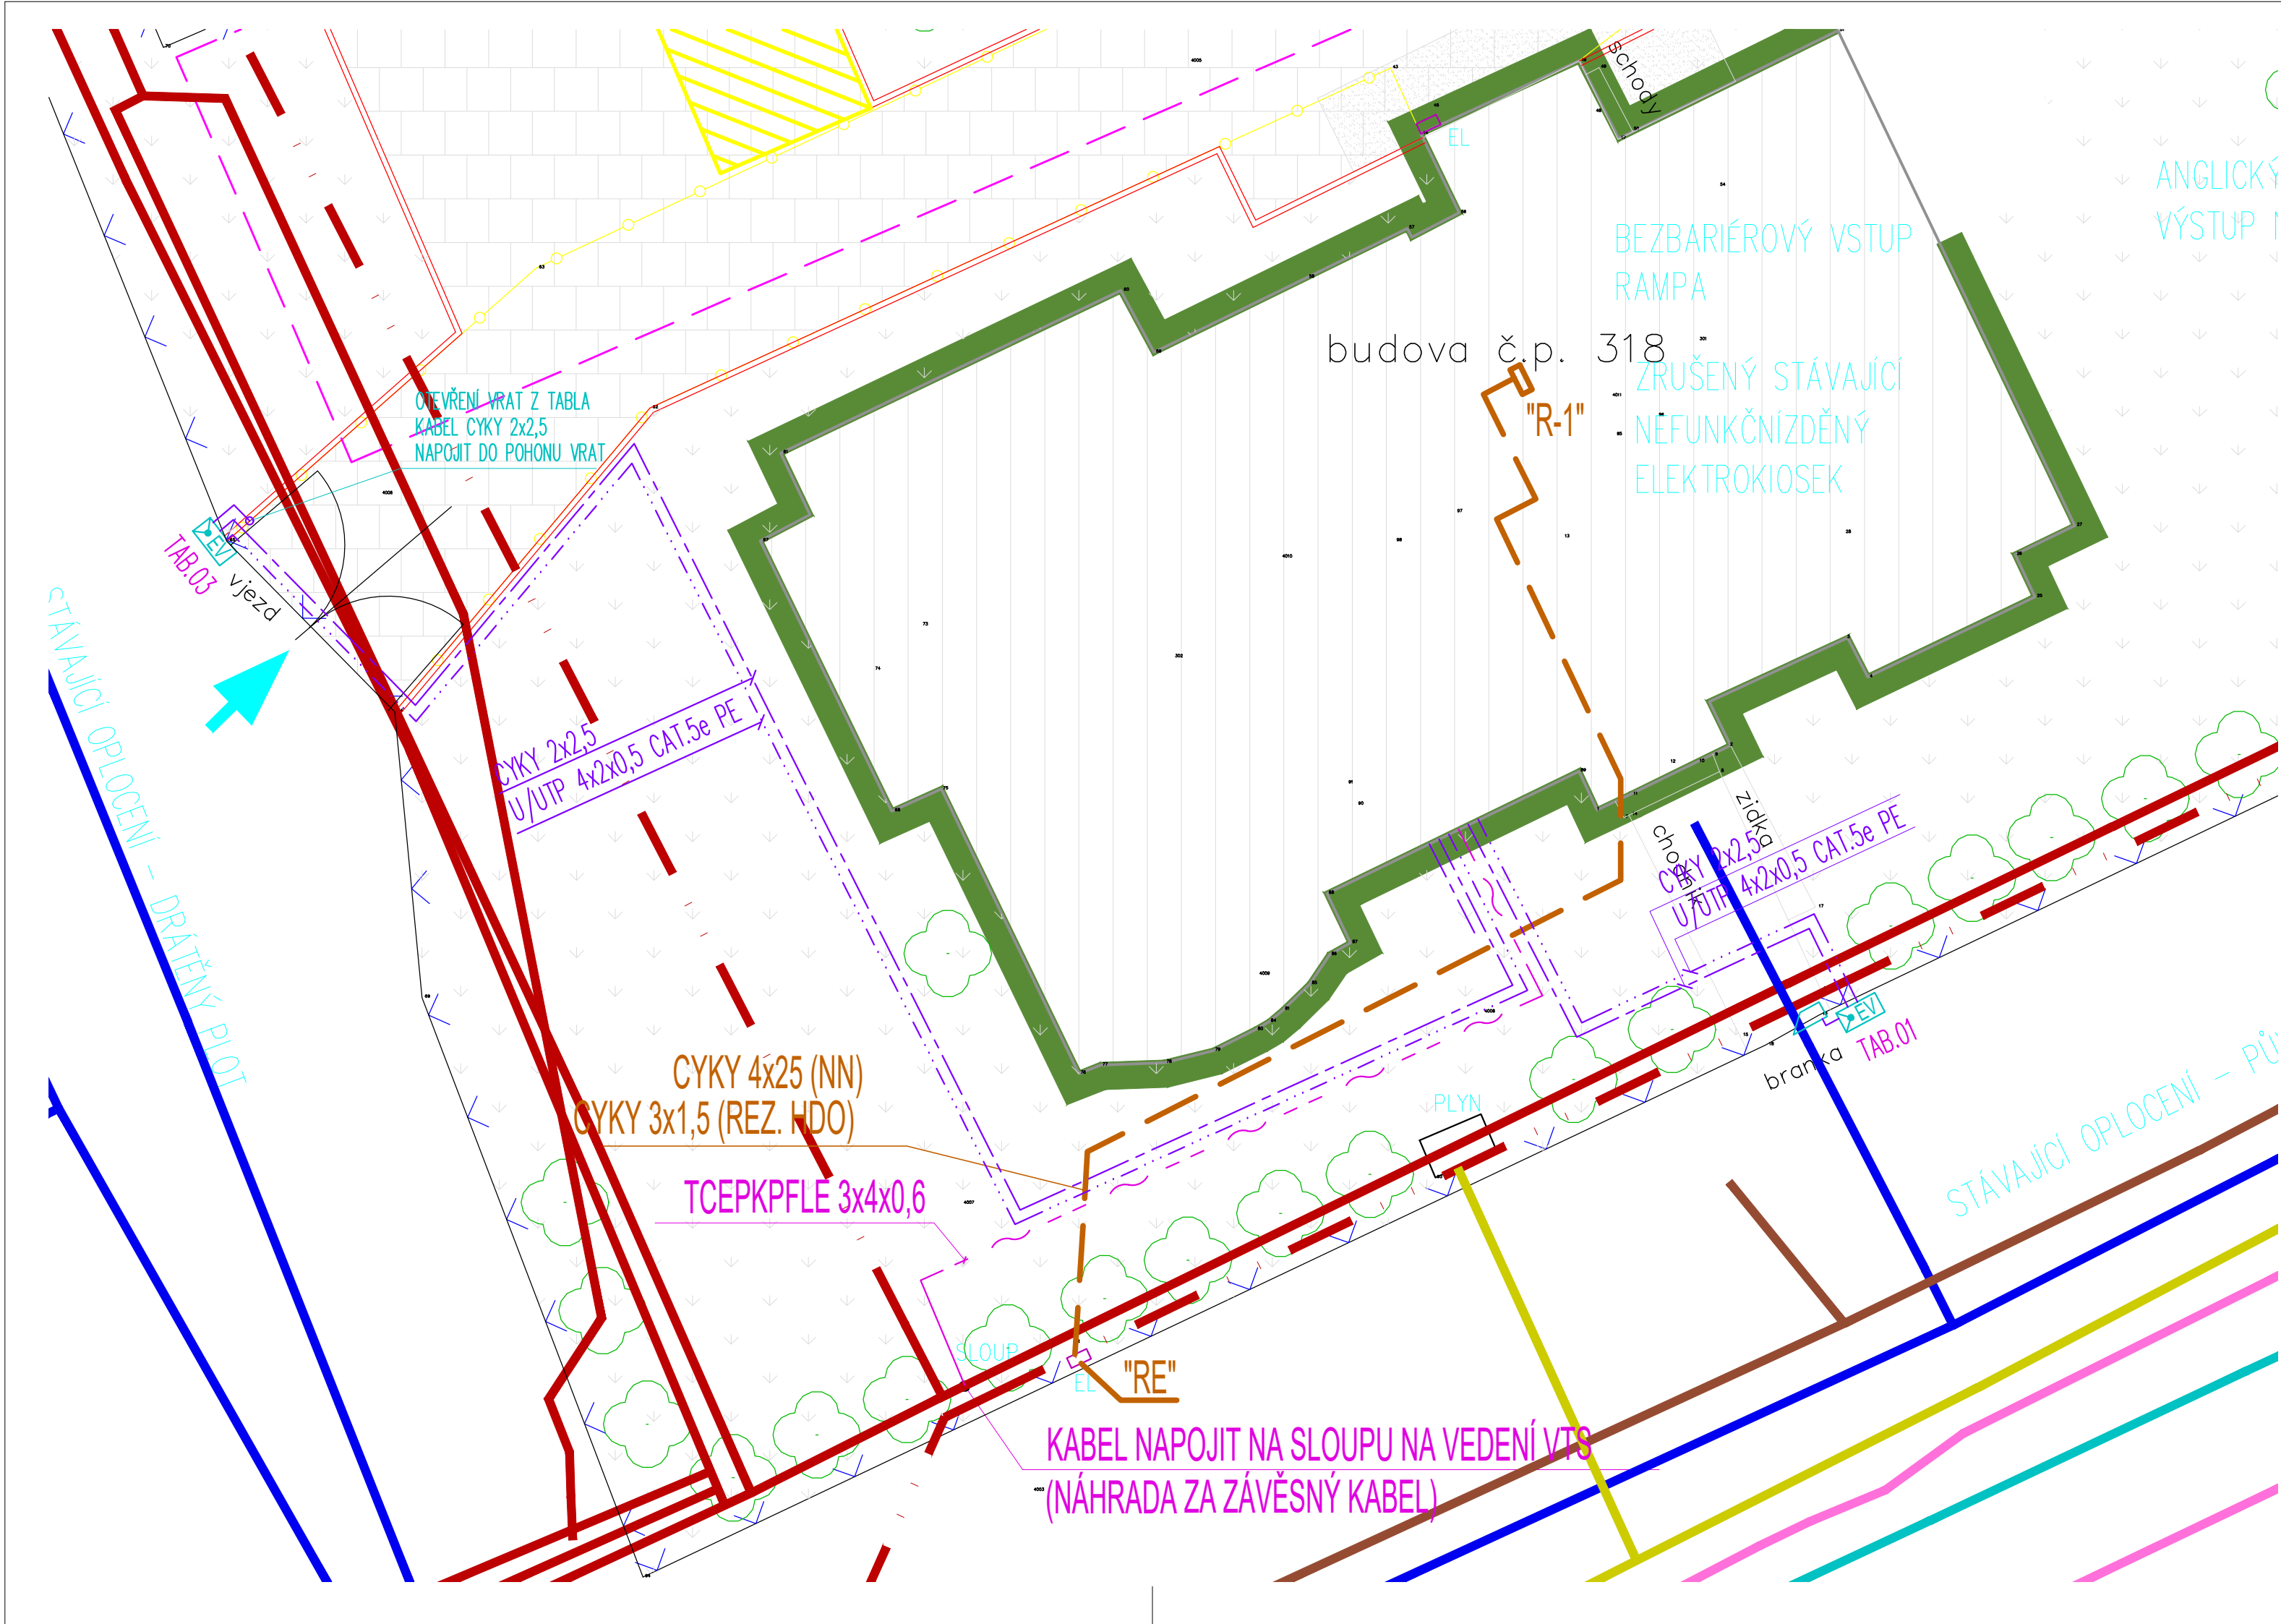 schody
EL
ANGLICKÝ
VÝSTUP
BEZBARIÉROVÝ VSTUP
RAMPA
budova č.p. 318
ZRUŠENÝ STÁVAJÍCÍ
NEFUNKČNÍZDĚNÝ
ELEKTROKIOSEK
"R-1"
OTEVŘENÍ VRAT Z TABLA
KABEL CYKY 2x2,5
NAPOJIT DO POHONU VRAT
EV
TAB.03
vjezd
STÁVAJÍCÍ OPLOCENÍ - DRÁTĚNÝ PLOT
CYKY 2x2,5
U/UTP 4x2x0,5 CAT.5e PE
zidka
chodnik
CYKY 2x2,5
U/UTP 4x2x0,5 CAT.5e PE
EV
TAB.01
branka
PLYN
CYKY 4x25 (NN)
CYKY 3x1,5 (REZ. HDO)
TCEPKPFLE 3x4x0,6
STÁVAJÍCÍ OPLOCENÍ - PŮ
SLOUP
EL
"RE"
KABEL NAPOJIT NA SLOUPU NA VEDENÍ VTS
(NÁHRADA ZA ZÁVĚSNÝ KABEL)